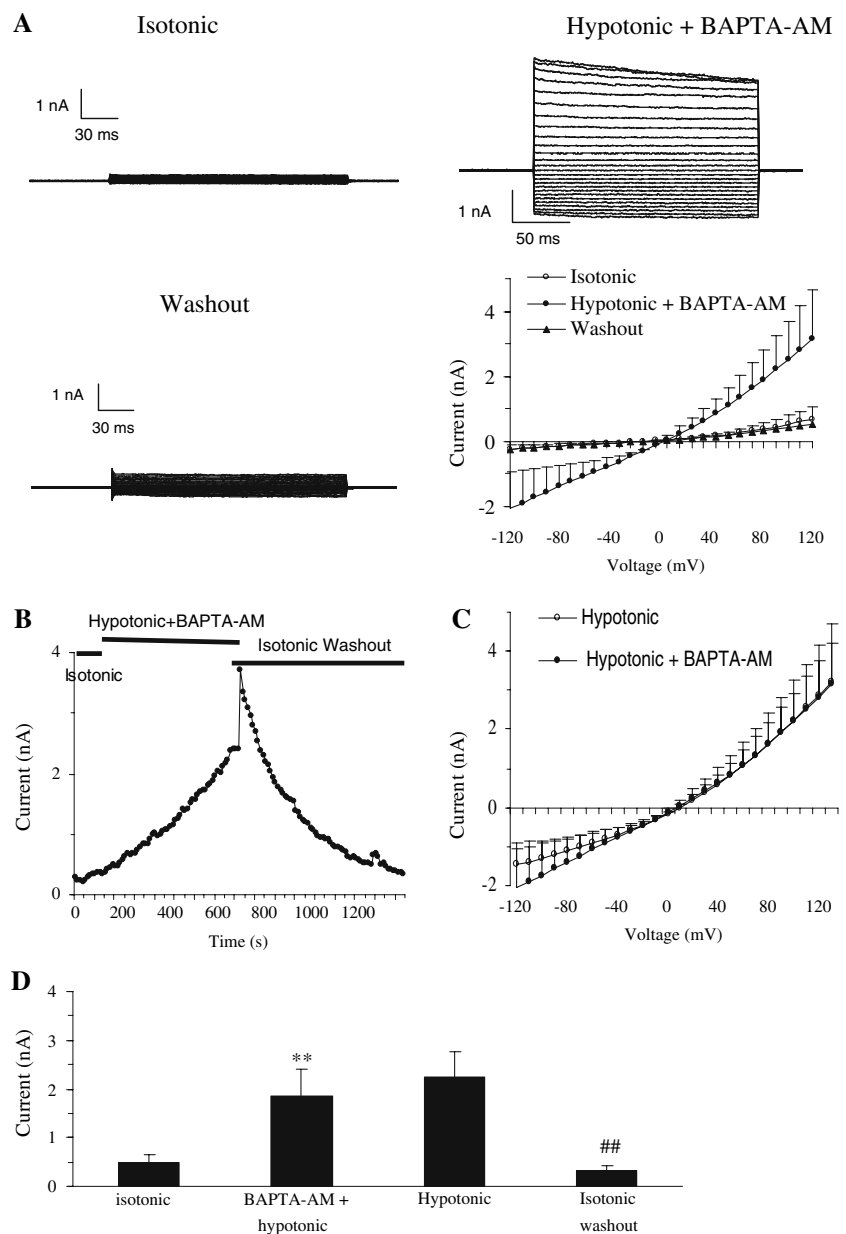 A
Isotonic
Hypotonic + BAPTA-AM
1 nA
30 ms
1 nA
50 ms
Washout
1 nA
30 ms
Isotonic
Hypotonic + BAPTA-AM
Washout
Current (nA)
4
2
0
-2
-120 -80 -40 0 40 80 120
Voltage (mV)
B
Hypotonic+BAPTA-AM
Isotonic Washout
Isotonic
Current (nA)
4
2
0
0 200 400 600 800 1000 1200
Time (s)
C
Hypotonic
Hypotonic + BAPTA-AM
Current (nA)
4
2
0
-2
-120 -80 -40 0 40 80 120
Voltage (mV)
D
Current (nA)
4
3
2
1
0
**
##
isotonic
BAPTA-AM +
hypotonic
Hypotonic
Isotonic
washout